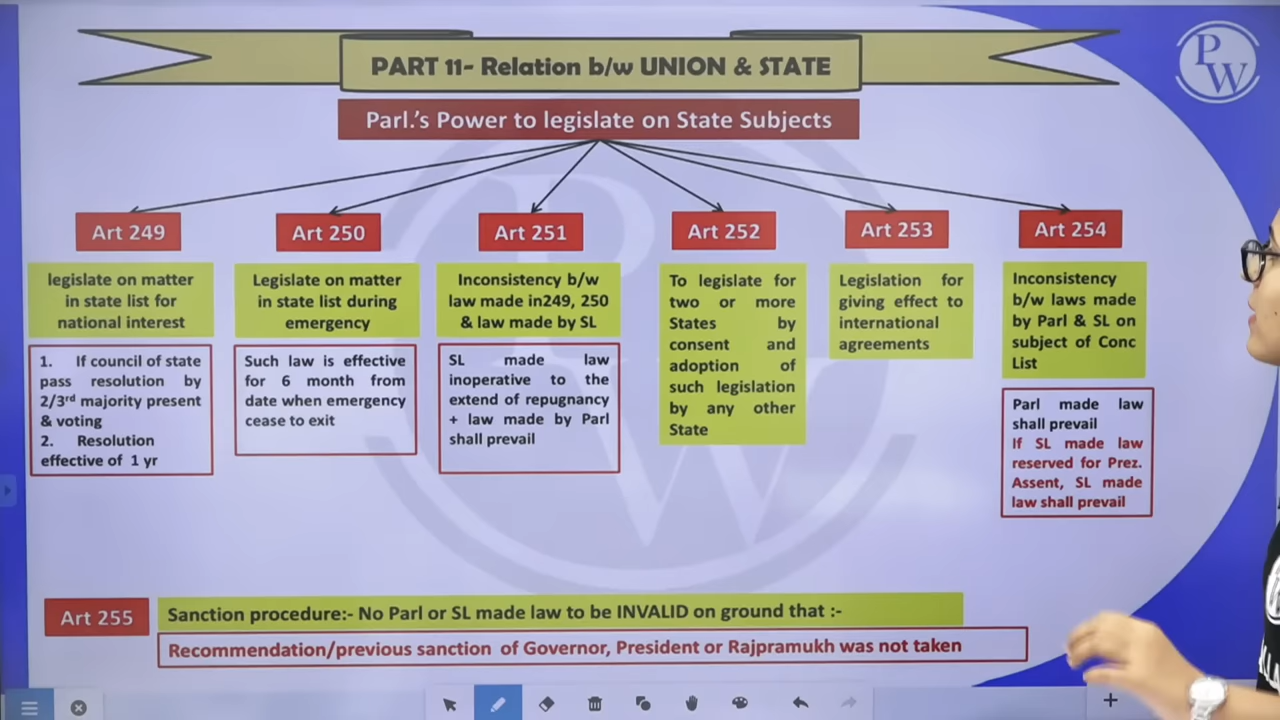 PART 11- Relation b/w UNION & STATE
PW
Parl.'s Power to legislate on State Subjects
Art 249
legislate on matter
in state list for
national interest
1. If council of state
pass resolution by
2/3rd majority present
& voting
2. Resolution
effective of 1 yr
Art 250
Legislate on matter
in state list during
emergency
Such law is effective
for 6 month from
date when emergency
cease to exit
Art 251
Inconsistency b/w
law made in249, 250
& law made by SL
SL made law
inoperative to the
extend of repugnancy
+ law made by Parl
shall prevail
Art 252
To legislate for
two or more
States by
consent and
adoption of
such legislation
by any other
State
Art 253
Legislation for
giving effect to
international
agreements
Art 254
Inconsistency
b/w laws made
by Parl & SL on
subject of Conc
List
Parl made law
shall prevail
If SL made law
reserved for Prez.
Assent, SL made
law shall prevail
Art 255
Sanction procedure:- No Parl or SL made law to be INVALID on ground that :-
Recommendation/previous sanction of Governor, President or Rajpramukh was not taken